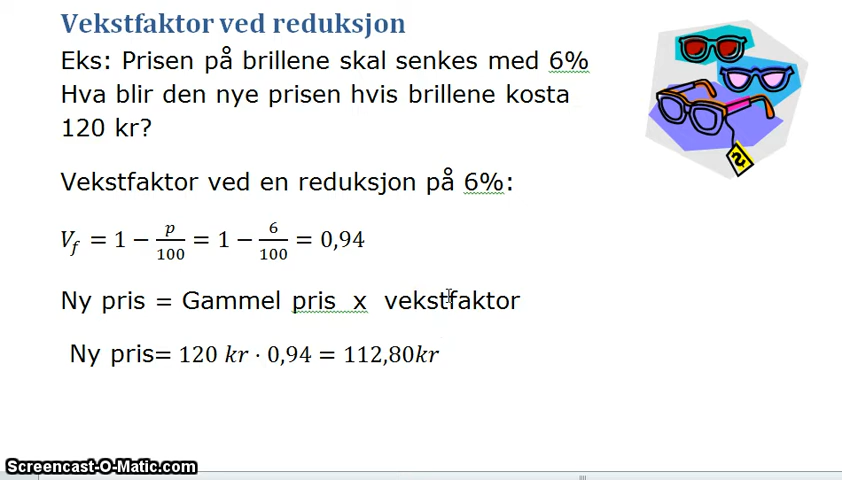 Vekstfaktor ved reduksjon
Eks: Prisen på brillene skal senkes med 6%
Hva blir den nye prisen hvis brillene kosta
120 kr?
Vekstfaktor ved en reduksjon på 6%:
V_f = 1 − p/100 = 1 − 6/100 = 0,94
Ny pris = Gammel pris x vekstfaktor
Ny pris= 120 kr · 0,94 = 112,80kr
Screencast-O-Matic.com